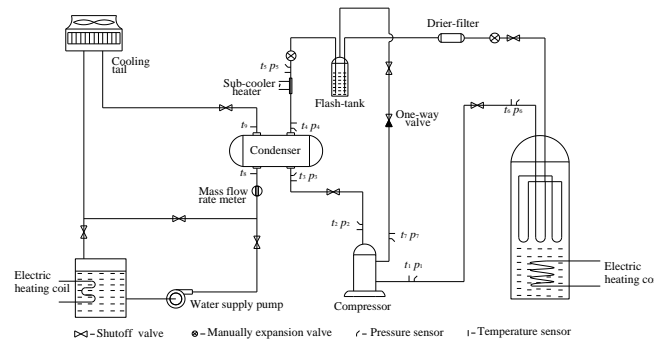 Cooling
tail
Drier-filter
t₅ p₅
Sub-cooler
heater
Flash-tank
One-way
valve
t₆ p₆
t₉
t₄ p₄
Condenser
t₈
t₃ p₃
Mass flow
rate meter
t₂ p₂
t₇ p₇
t₁ p₁
Electric
heating coil
Water supply pump
Compressor
Electric
heating co
Shutoff valve
Manually expansion valve
Pressure sensor
Temperature sensor